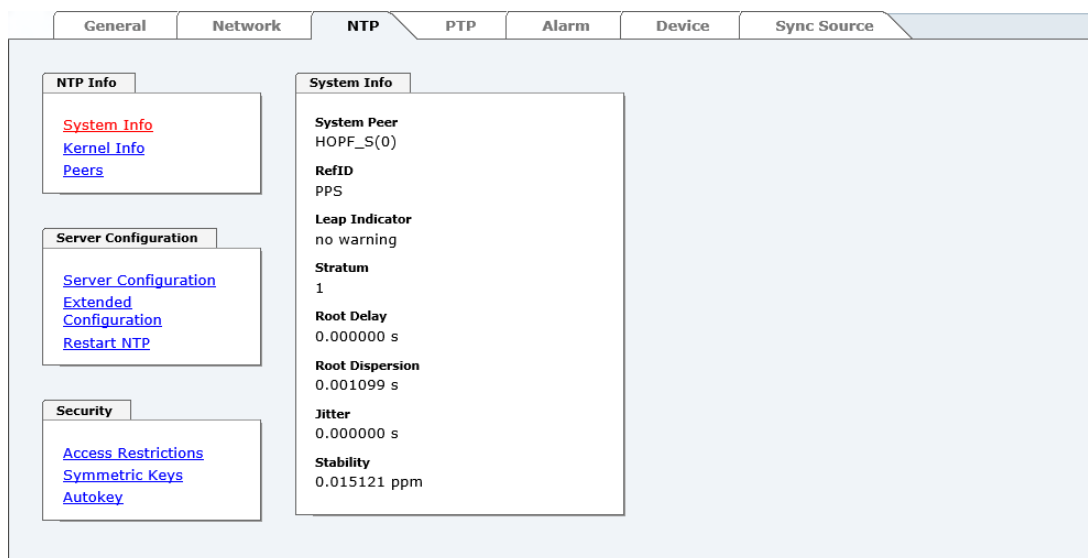 General Network NTP PTP Alarm Device Sync Source
NTP Info
System Info
Kernel Info
Peers
Server Configuration
Server Configuration
Extended
Configuration
Restart NTP
Security
Access Restrictions
Symmetric Keys
Autokey
System Info
System Peer
HOPF_S(0)
RefID
PPS
Leap Indicator
no warning
Stratum
1
Root Delay
0.000000 s
Root Dispersion
0.001099 s
Jitter
0.000000 s
Stability
0.015121 ppm